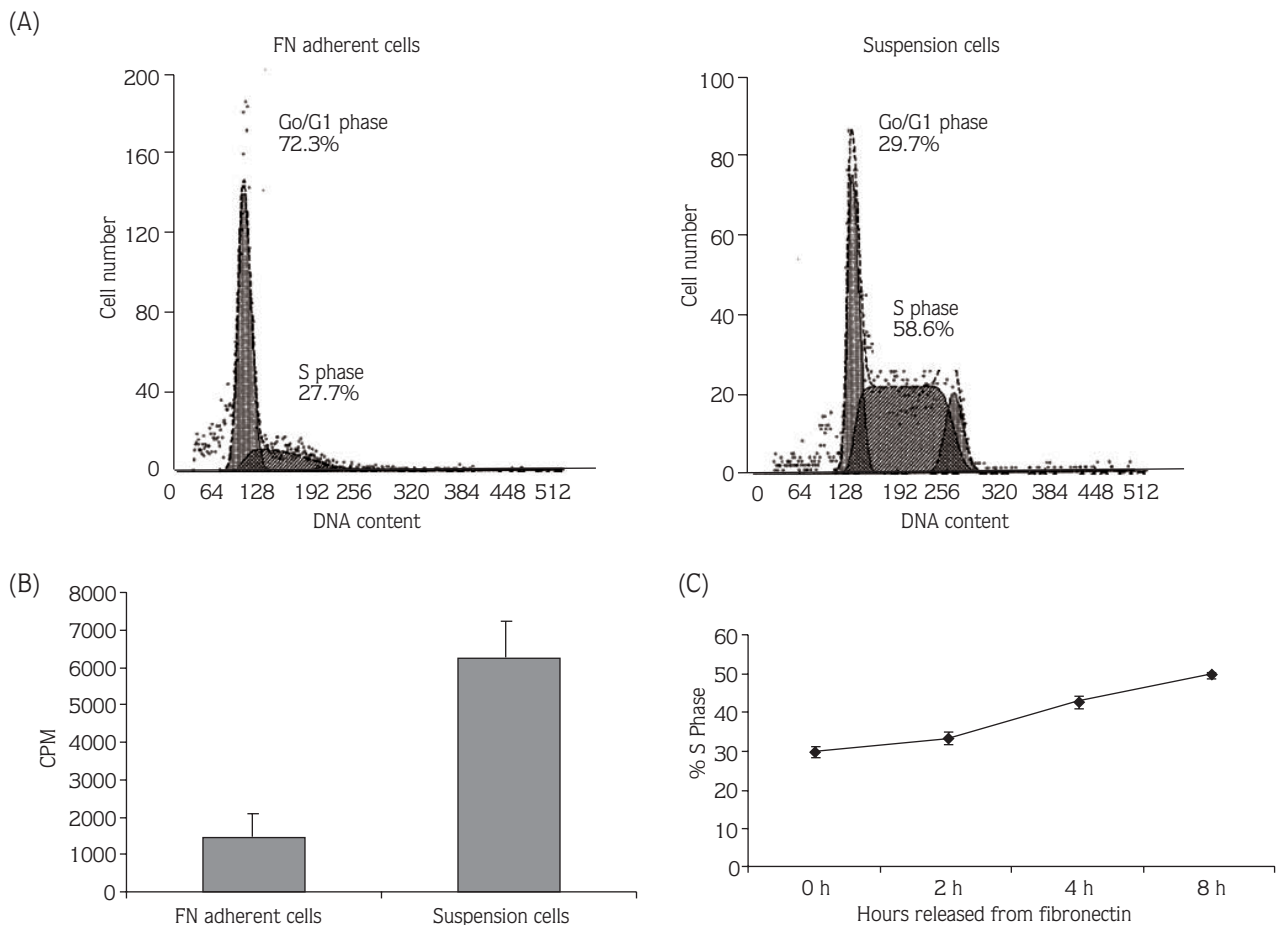 (A)
FN adherent cells
200
160
120
80
40
0
Cell number
Go/G1 phase
72.3%
S phase
27.7%
0 64 128 192 256 320 384 448 512
DNA content
Suspension cells
100
80
60
40
20
0
Cell number
Go/G1 phase
29.7%
S phase
58.6%
0 64 128 192 256 320 384 448 512
DNA content
(B)
8000
7000
6000
5000
4000
3000
2000
1000
0
CPM
FN adherent cells Suspension cells
(C)
60
50
40
30
20
10
0
% S Phase
0 h 2 h 4 h 8 h
Hours released from fibronectin